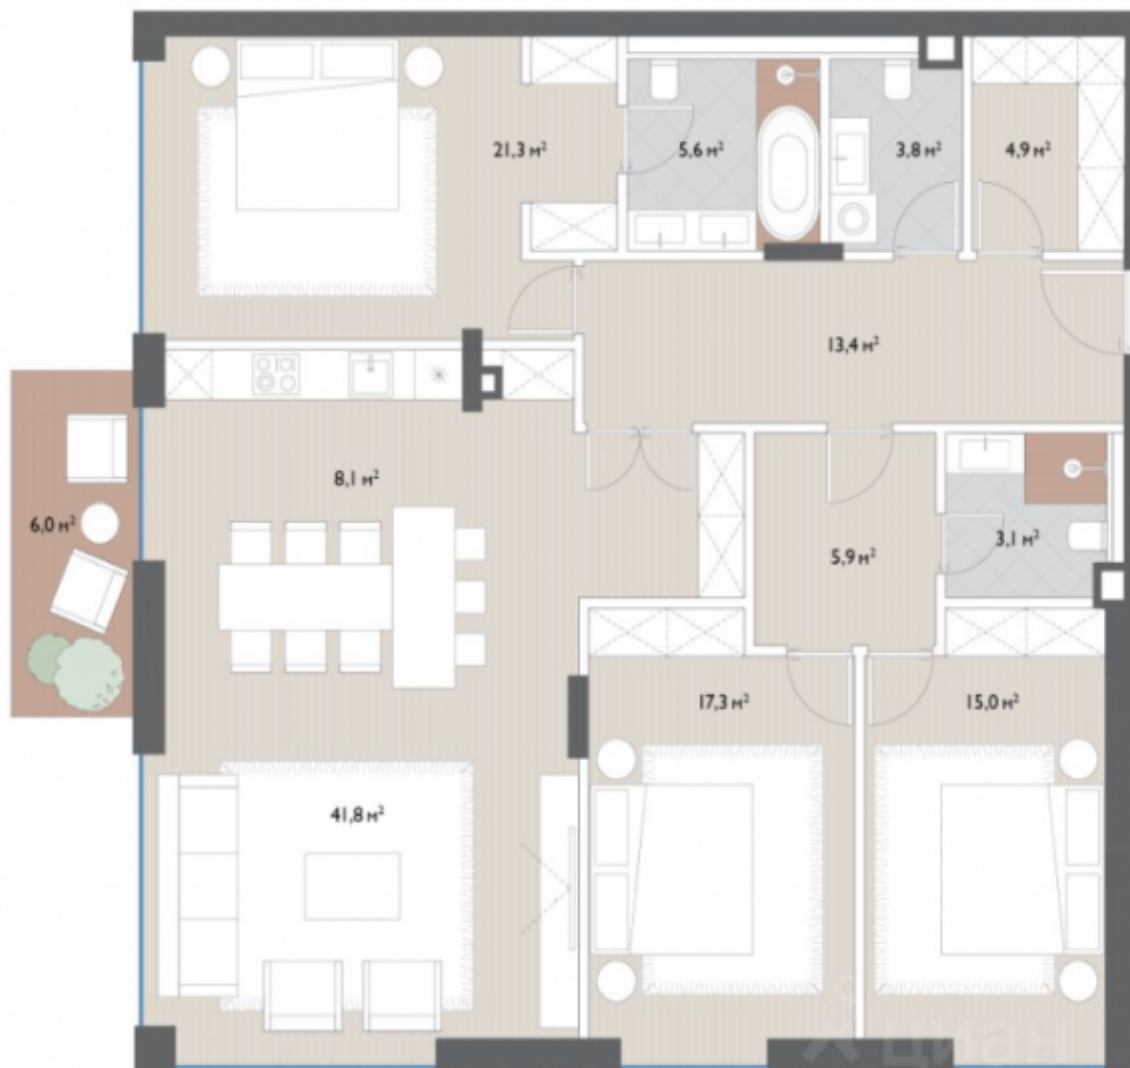 21,3 м²
5,6 м²
3,8 м²
4,9 м²
13,4 м²
8,1 м²
6,0 м²
5,9 м²
3,1 м²
17,3 м²
15,0 м²
41,8 м²
циан